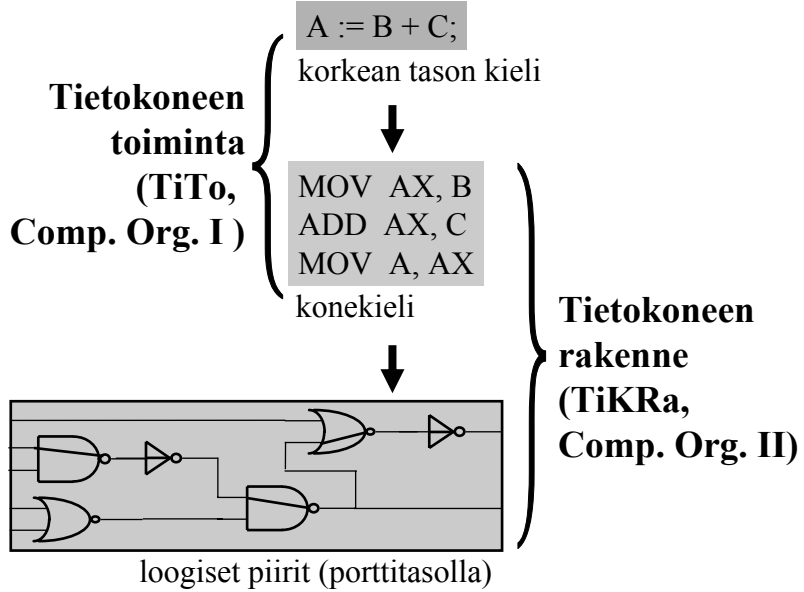 A := B + C;
korkean tason kieli
Tietokoneen
toiminta
(TiTo,
Comp. Org. I )
MOV AX, B
ADD AX, C
MOV A, AX
konekieli
Tietokoneen
rakenne
(TiKRa,
Comp. Org. II)
loogiset piirit (porttitasolla)